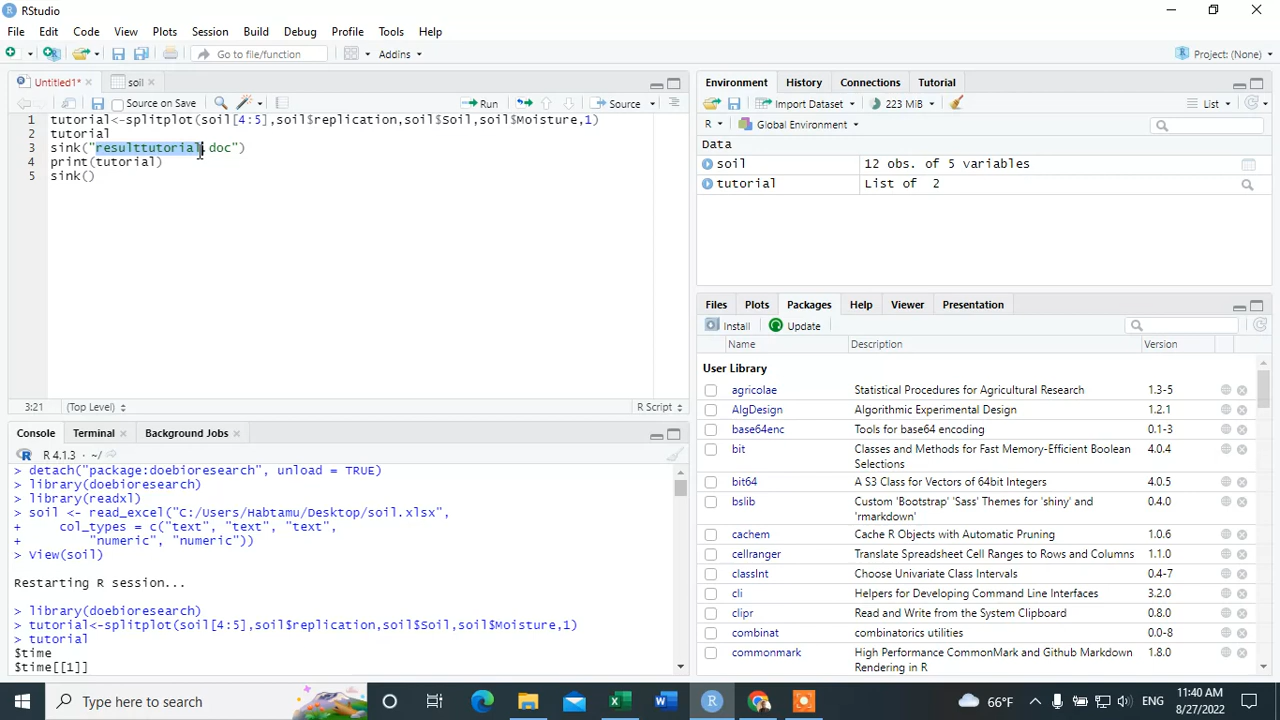 RStudio
File Edit Code View Plots Session Build Debug Profile Tools Help
Go to file/function Addins Project: (None)
Untitled1* soil
Source on Save Run Source
1 tutorial<-splitplot(soil[4:5],soil$replication,soil$Soil,soil$Moisture,1)
2 tutorial
3 sink("resulttutorial.doc")
4 print(tutorial)
5 sink()
3:21 (Top Level) R Script
Console Terminal Background Jobs
R 4.1.3 · ~/
> detach("package:doebioresearch", unload = TRUE)
> library(doebioresearch)
> library(readxl)
> soil <- read_excel("C:/Users/Habtamu/Desktop/soil.xlsx",
+ col_types = c("text", "text", "text",
+ "numeric", "numeric"))
> View(soil)
Restarting R session...
> library(doebioresearch)
> tutorial<-splitplot(soil[4:5],soil$replication,soil$Soil,soil$Moisture,1)
> tutorial
$time
$time[[1]]
Environment History Connections Tutorial
Import Dataset 223 MiB List
R Global Environment
Data
soil 12 obs. of 5 variables
tutorial List of 2
Files Plots Packages Help Viewer Presentation
Install Update
Name Description Version
User Library
agricolae Statistical Procedures for Agricultural Research 1.3-5
AlgDesign Algorithmic Experimental Design 1.2.1
base64enc Tools for base64 encoding 0.1-3
bit Classes and Methods for Fast Memory-Efficient Boolean 4.0.4
Selections
bit64 A S3 Class for Vectors of 64bit Integers 4.0.5
bslib Custom 'Bootstrap' 'Sass' Themes for 'shiny' and 0.4.0
'rmarkdown'
cachem Cache R Objects with Automatic Pruning 1.0.6
cellranger Translate Spreadsheet Cell Ranges to Rows and Columns 1.1.0
classInt Choose Univariate Class Intervals 0.4-7
cli Helpers for Developing Command Line Interfaces 3.2.0
clipr Read and Write from the System Clipboard 0.8.0
combinat combinatorics utilities 0.0-8
commonmark High Performance CommonMark and Github Markdown 1.8.0
Rendering in R
Type here to search 66°F ENG 11:40 AM
8/27/2022